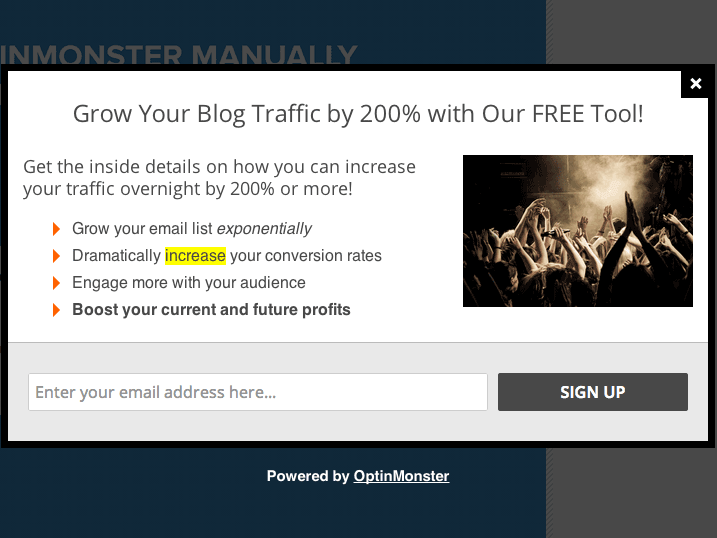 INMONSTER MANUALLY
Grow Your Blog Traffic by 200% with Our FREE Tool!
Get the inside details on how you can increase
your traffic overnight by 200% or more!
Grow your email list exponentially
Dramatically increase your conversion rates
Engage more with your audience
Boost your current and future profits
Enter your email address here...
SIGN UP
Powered by OptinMonster